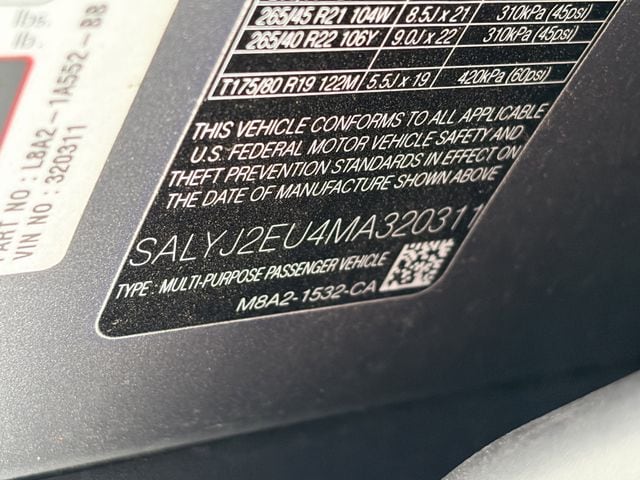 lbs.
lb.
PART NO : L8A2-1A552-BB
VIN NO : 320311
265/45 R21 104W 8.5J x 21 310kPa (45psi)
265/40 R22 106Y 9.0J x 22 310kPa (45psi)
T175/80 R19 122M 5.5J x 19 420kPa (60psi)
THIS VEHICLE CONFORMS TO ALL APPLICABLE
U.S. FEDERAL MOTOR VEHICLE SAFETY AND
THEFT PREVENTION STANDARDS IN EFFECT ON
THE DATE OF MANUFACTURE SHOWN ABOVE
SALYJ2EU4MA320311
TYPE : MULTI-PURPOSE PASSENGER VEHICLE
M8A2-1532-CA